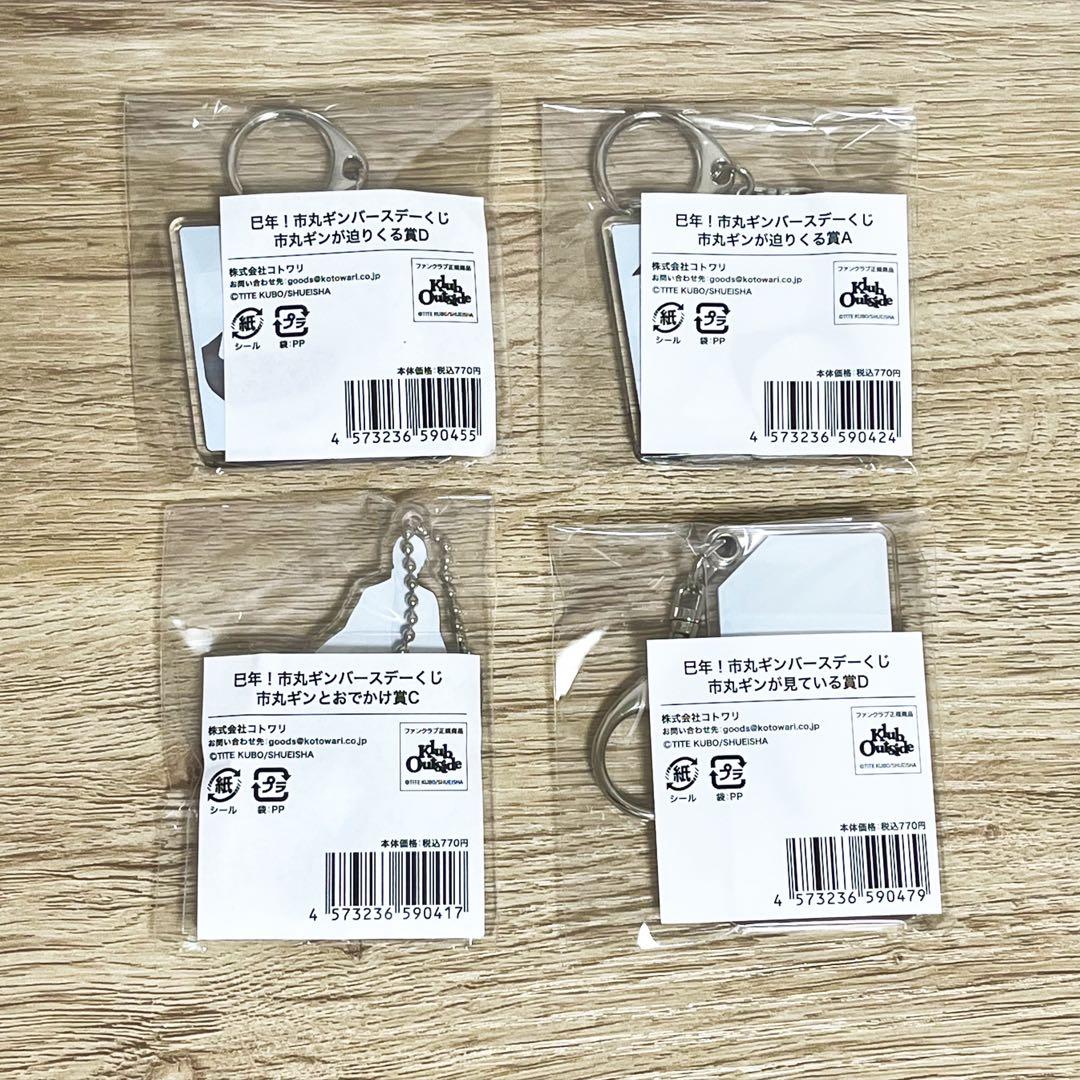 巳年！市丸ギンバースデーくじ
市丸ギンが迫りくる賞D
株式会社コトワリ
お問い合わせ先:goods@kotowari.co.jp
©TITE KUBO/SHUEISHA
ファンクラブ正規商品
Klub
Outside
©TITE KUBO/SHUEISHA
紙
シール
プラ
袋:PP
本体価格:税込770円
4 573236 590455
巳年！市丸ギンバースデーくじ
市丸ギンが迫りくる賞A
株式会社コトワリ
お問い合わせ先:goods@kotowari.co.jp
©TITE KUBO/SHUEISHA
ファンクラブ正規商品
Klub
Outside
©TITE KUBO/SHUEISHA
紙
シール
プラ
袋:PP
本体価格:税込770円
4 573236 590424
巳年！市丸ギンバースデーくじ
市丸ギンとおでかけ賞C
株式会社コトワリ
お問い合わせ先:goods@kotowari.co.jp
©TITE KUBO/SHUEISHA
ファンクラブ正規商品
Klub
Outside
©TITE KUBO/SHUEISHA
紙
シール
プラ
袋:PP
本体価格:税込770円
4 573236 590417
巳年！市丸ギンバースデーくじ
市丸ギンが見ている賞D
株式会社コトワリ
お問い合わせ先:goods@kotowari.co.jp
©TITE KUBO/SHUEISHA
ファンクラブ正規商品
Klub
Outside
©TITE KUBO/SHUEISHA
紙
シール
プラ
袋:PP
本体価格:税込770円
4 573236 590479